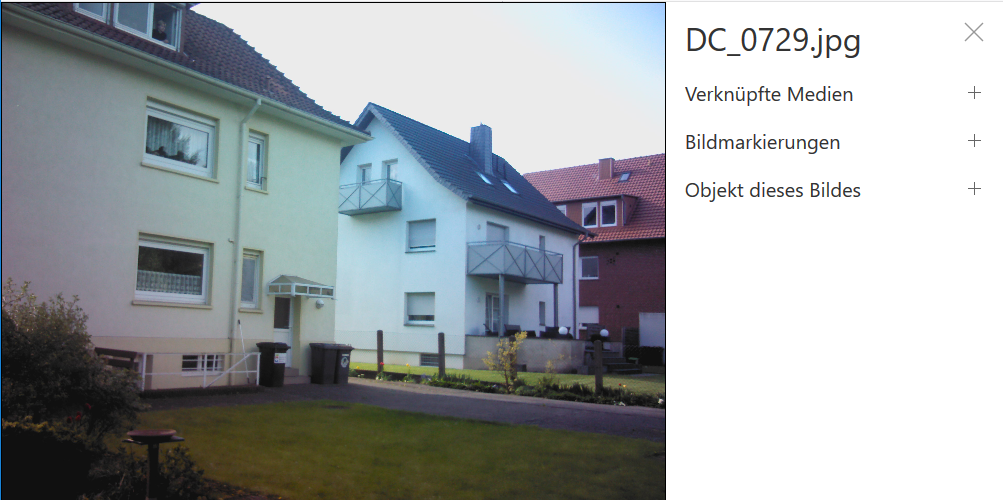 DC_0729.jpg
Verknüpfte Medien
Bildmarkierungen
Objekt dieses Bildes